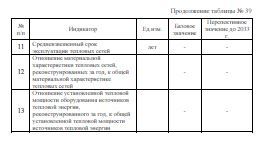 Продолжение таблицы № 39
№ п/п
Индикатор
Ед.изм.
Базовое значение
Перспективное значение до 2033 г.
11
Средневзвешенный срок
эксплуатации тепловых сетей
лет
-
-
12
Отношение материальной
характеристики тепловых сетей,
реконструированных за год, к общей
материальной характеристике
тепловых сетей
-
-
13
Отношение установленной тепловой
мощности оборудования источников
тепловой энергии,
реконструированного за год, к общей
установленной тепловой мощности
источников тепловой энергии
-
-